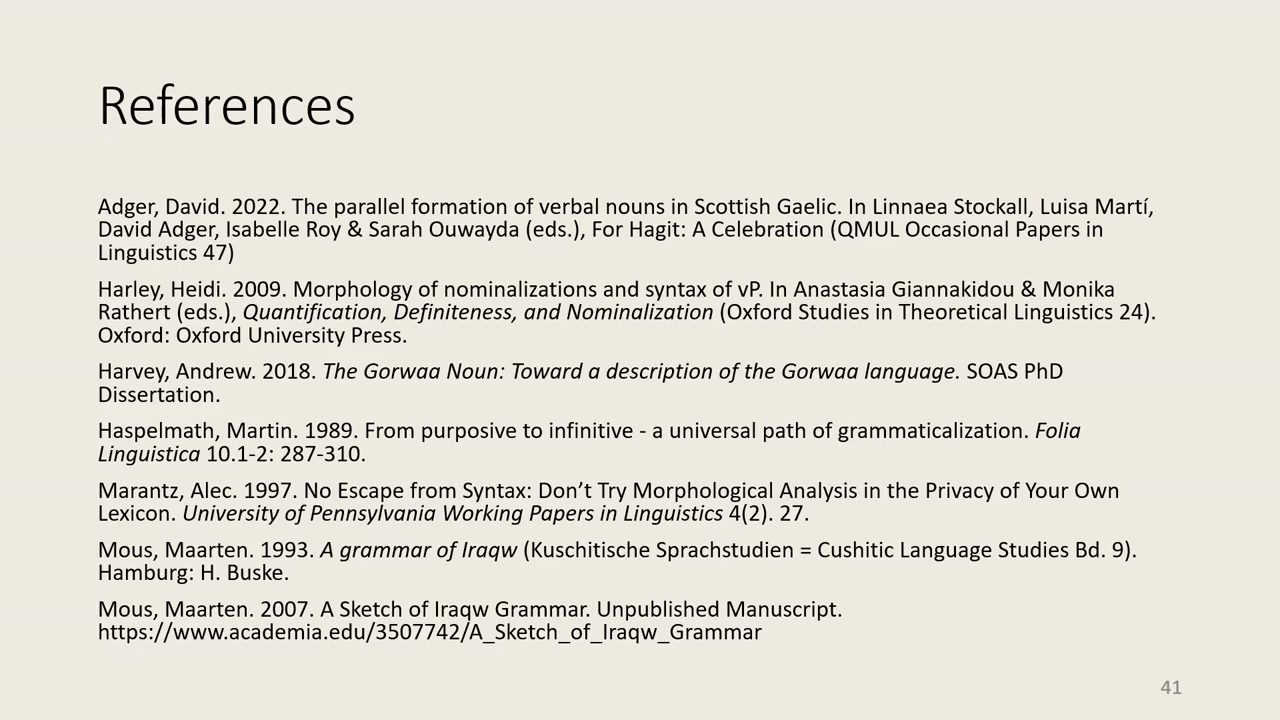 References
Adger, David. 2022. The parallel formation of verbal nouns in Scottish Gaelic. In Linnaea Stockall, Luisa Martí,
David Adger, Isabelle Roy & Sarah Ouwayda (eds.), For Hagit: A Celebration (QMUL Occasional Papers in
Linguistics 47)
Harley, Heidi. 2009. Morphology of nominalizations and syntax of vP. In Anastasia Giannakidou & Monika
Rathert (eds.), Quantification, Definiteness, and Nominalization (Oxford Studies in Theoretical Linguistics 24).
Oxford: Oxford University Press.
Harvey, Andrew. 2018. The Gorwaa Noun: Toward a description of the Gorwaa language. SOAS PhD
Dissertation.
Haspelmath, Martin. 1989. From purposive to infinitive - a universal path of grammaticalization. Folia
Linguistica 10.1-2: 287-310.
Marantz, Alec. 1997. No Escape from Syntax: Don’t Try Morphological Analysis in the Privacy of Your Own
Lexicon. University of Pennsylvania Working Papers in Linguistics 4(2). 27.
Mous, Maarten. 1993. A grammar of Iraqw (Kuschitische Sprachstudien = Cushitic Language Studies Bd. 9).
Hamburg: H. Buske.
Mous, Maarten. 2007. A Sketch of Iraqw Grammar. Unpublished Manuscript.
https://www.academia.edu/3507742/A_Sketch_of_Iraqw_Grammar
41